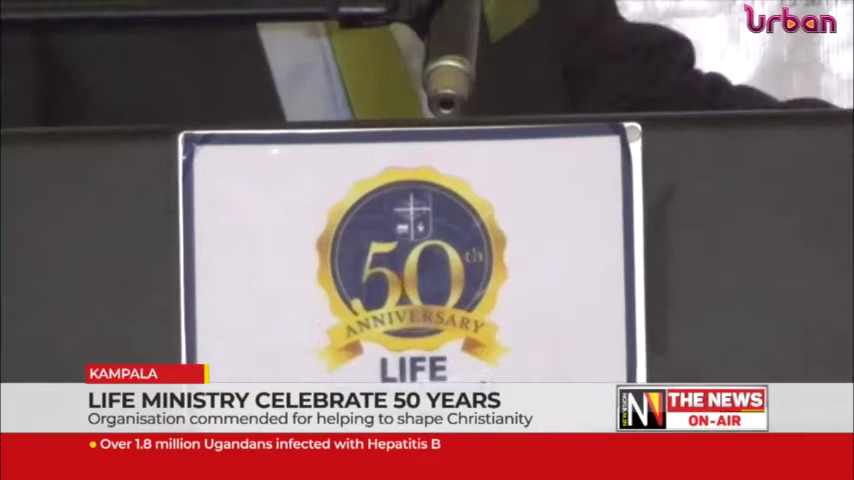 urban
50th
ANNIVERSARY
LIFE
KAMPALA
LIFE MINISTRY CELEBRATE 50 YEARS
Organisation commended for helping to shape Christianity
THE NEWS
ON-AIR
Over 1.8 million Ugandans infected with Hepatitis B